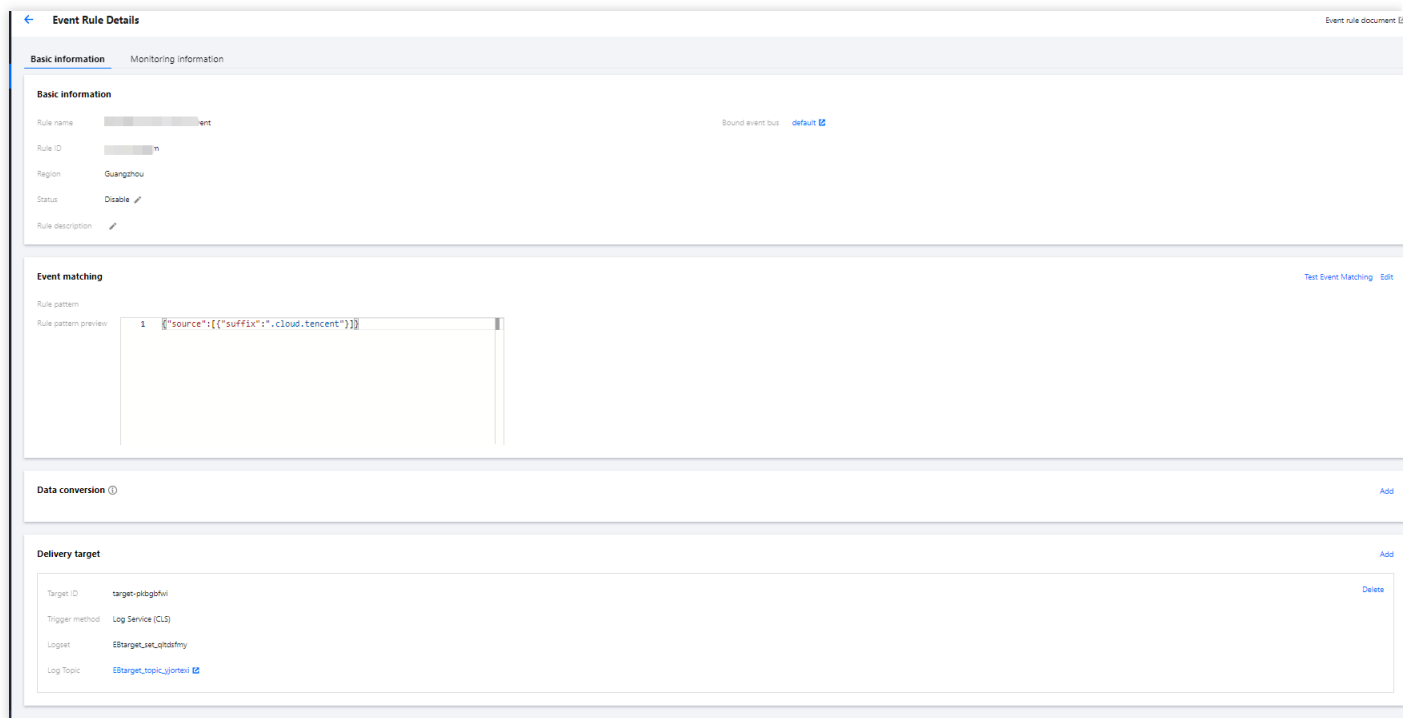 Event Rule Details
Event rule document
Basic information
Monitoring information
Basic information
Rule name ent
Bound event bus default
Rule ID
Region Guangzhou
Status Disable
Rule description
Event matching
Test Event Matching Edit
Rule pattern
Rule pattern preview
1 {"source":[{"suffix":".cloud.tencent"}]}
Data conversion
Add
Delivery target
Add
Target ID target-pkbgbfwi
Delete
Trigger method Log Service (CLS)
Logset EBtarget_set_qltdsfmy
Log Topic EBtarget_topic_yjortexi